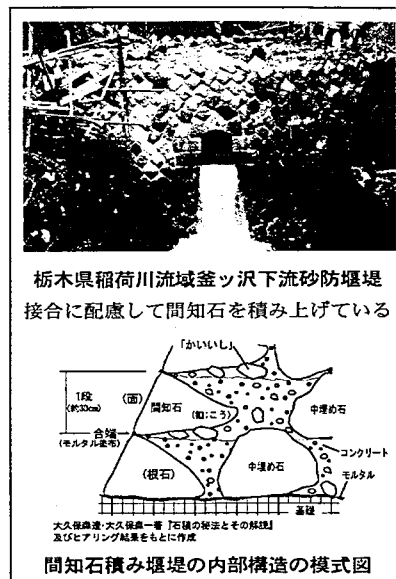 栃木県稲荷川流域釜ッ沢下流砂防堰堤
接合に配慮して間知石を積み上げている
「かいいし」
1段
(約33cm)
(面)
間知石
(如:こう)
中埋め石
合端
(モルタル塗布)
コンクリート
(根石)
中埋め石
モルタル
基礎
大久保森造・大久保森一著『石積の秘法とその解説』
及びヒアリング結果をもとに作成
間知石積み堰堤の内部構造の模式図